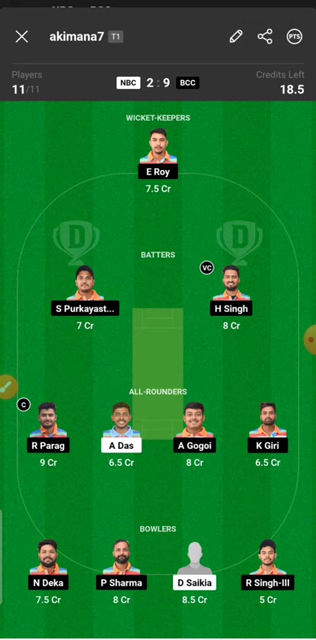 akimana7 T1 PTS
Players Credits Left
11/11 NBC 2 : 9 BCC 18.5
WICKET-KEEPERS
E Roy
7.5 Cr
BATTERS
VC
S Purkayast... H Singh
7 Cr 8 Cr
ALL-ROUNDERS
C
R Parag A Das A Gogoi K Giri
9 Cr 6.5 Cr 8 Cr 6.5 Cr
BOWLERS
N Deka P Sharma D Saikia R Singh-III
7.5 Cr 8 Cr 8.5 Cr 5 Cr